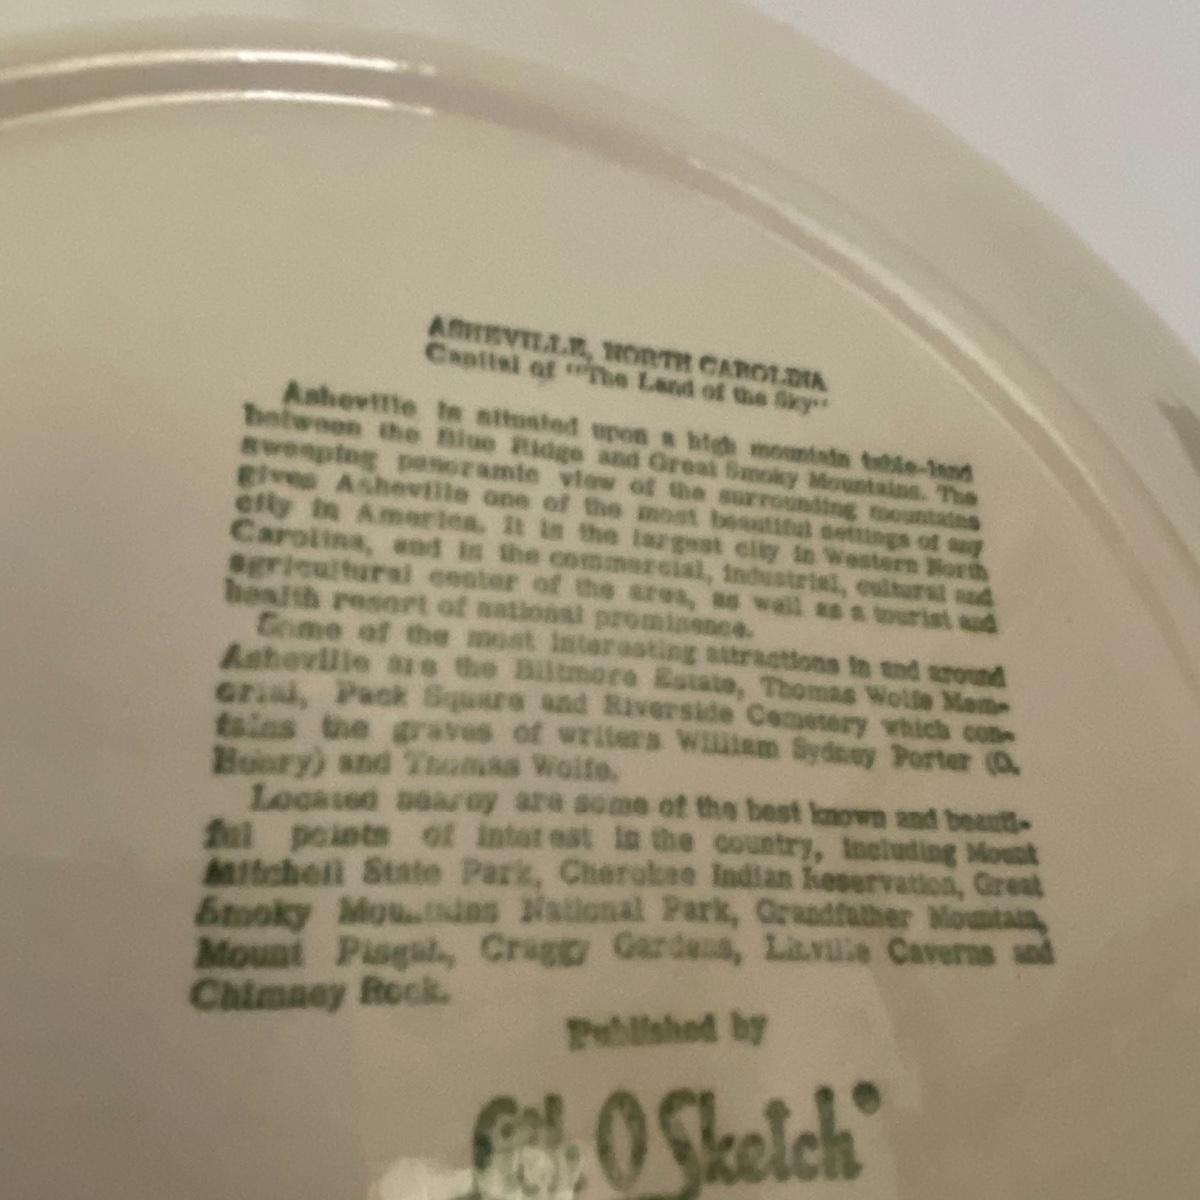 ASHEVILLE, NORTH CAROLINA
Capital of "The Land of the Sky"
Asheville is situated upon a high mountain table-land
between the Blue Ridge and Great Smoky Mountains. The
sweeping panoramic view of the surrounding mountains
gives Asheville one of the most beautiful settings of any
city in America. It is the largest city in Western North
Carolina, and is the commercial, industrial, cultural and
agricultural center of the area, as well as a tourist and
health resort of national prominence.
Some of the most interesting attractions in and around
Asheville are the Biltmore Estate, Thomas Wolfe Mem-
orial, Pack Square and Riverside Cemetery which con-
tains the graves of writers William Sydney Porter (O.
Henry) and Thomas Wolfe.
Located nearby are some of the best known and beauti-
ful points of interest in the country, including Mount
Mitchell State Park, Cherokee Indian Reservation, Great
Smoky Mountains National Park, Grandfather Mountain,
Mount Pisgah, Craggy Gardens, Linville Caverns and
Chimney Rock.
Published by
O Sketch